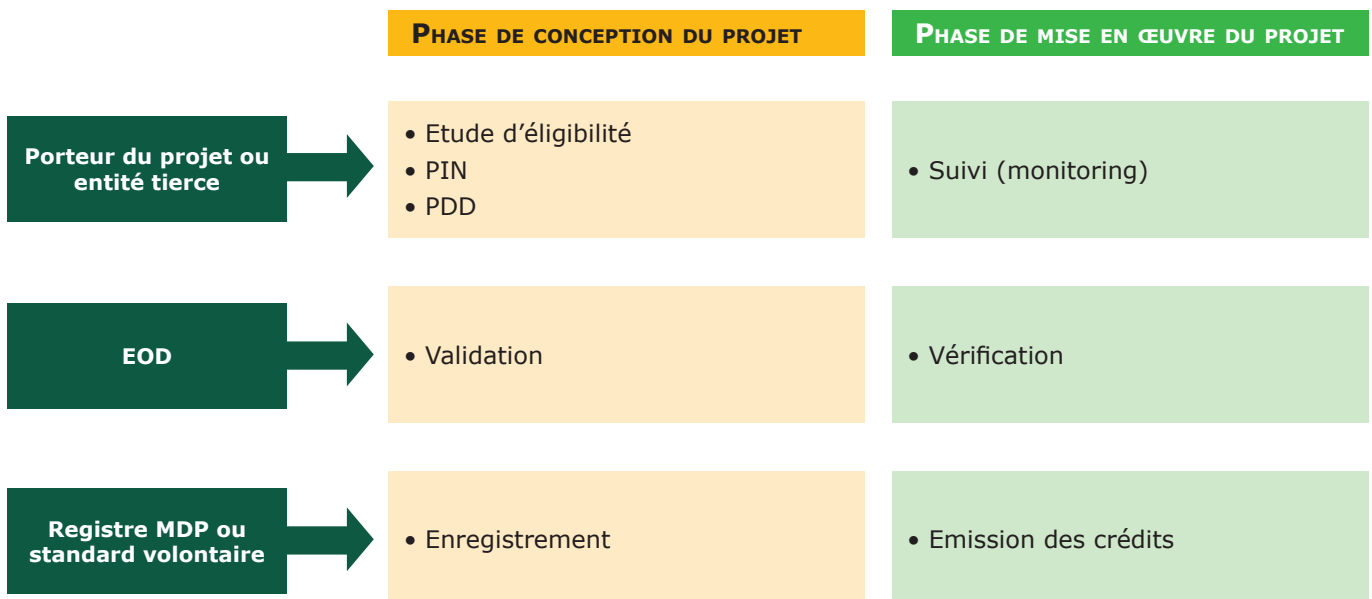 Phase de conception du projet
Phase de mise en œuvre du projet
Porteur du projet ou
entité tierce
• Etude d’éligibilité
• PIN
• PDD
• Suivi (monitoring)
EOD
• Validation
• Vérification
Registre MDP ou
standard volontaire
• Enregistrement
• Emission des crédits